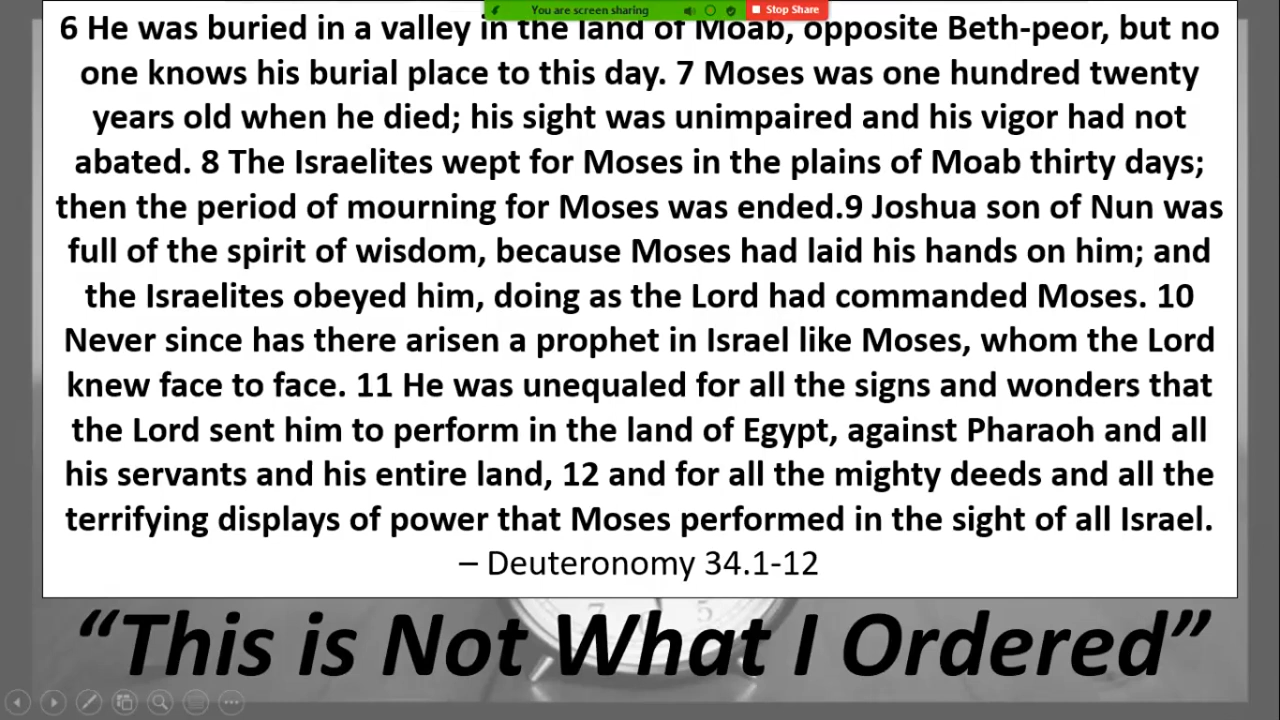 You are screen sharing
Stop Share
6 He was buried in a valley in the land of Moab, opposite Beth-peor, but no
one knows his burial place to this day. 7 Moses was one hundred twenty
years old when he died; his sight was unimpaired and his vigor had not
abated. 8 The Israelites wept for Moses in the plains of Moab thirty days;
then the period of mourning for Moses was ended.9 Joshua son of Nun was
full of the spirit of wisdom, because Moses had laid his hands on him; and
the Israelites obeyed him, doing as the Lord had commanded Moses. 10
Never since has there arisen a prophet in Israel like Moses, whom the Lord
knew face to face. 11 He was unequaled for all the signs and wonders that
the Lord sent him to perform in the land of Egypt, against Pharaoh and all
his servants and his entire land, 12 and for all the mighty deeds and all the
terrifying displays of power that Moses performed in the sight of all Israel.
– Deuteronomy 34.1-12
7 5
“This is Not What I Ordered”